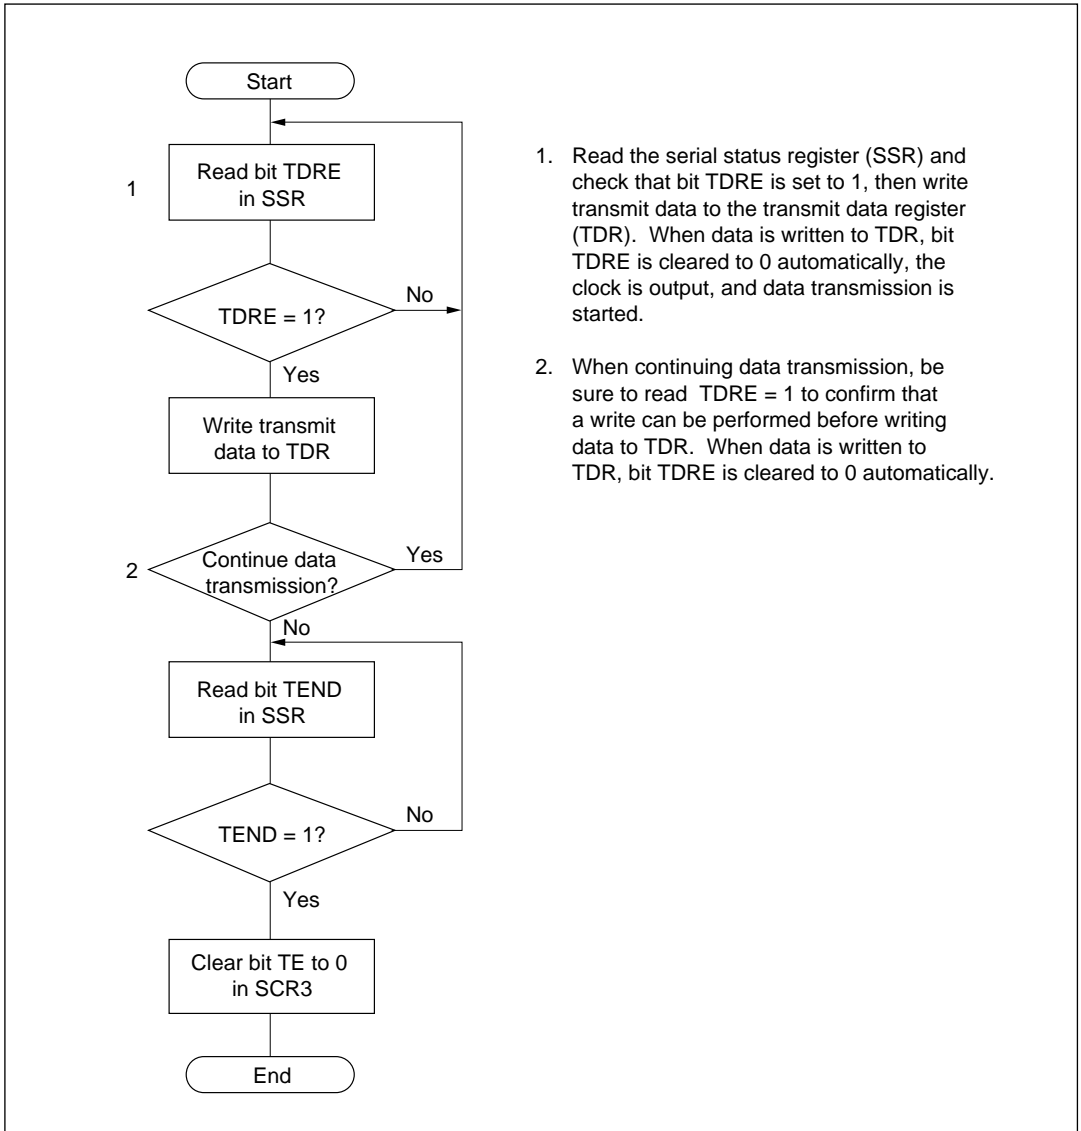 Start
1
Read bit TDRE
in SSR
TDRE = 1?
No
Yes
Write transmit
data to TDR
2
Continue data
transmission?
Yes
No
Read bit TEND
in SSR
TEND = 1?
No
Yes
Clear bit TE to 0
in SCR3
End
1. Read the serial status register (SSR) and
check that bit TDRE is set to 1, then write
transmit data to the transmit data register
(TDR). When data is written to TDR, bit
TDRE is cleared to 0 automatically, the
clock is output, and data transmission is
started.
2. When continuing data transmission, be
sure to read TDRE = 1 to confirm that
a write can be performed before writing
data to TDR. When data is written to
TDR, bit TDRE is cleared to 0 automatically.